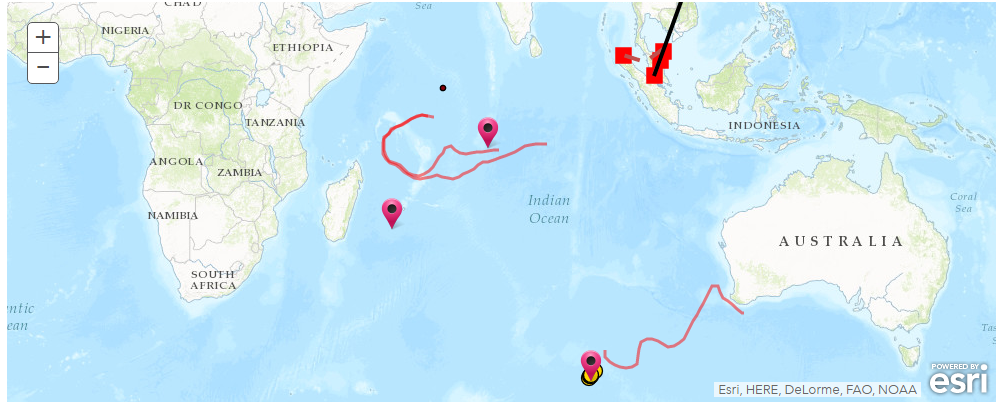 CHAD
Sea
+
NIGERIA
ETHIOPIA
−
DR CONGO
TANZANIA
INDONESIA
ANGOLA
ZAMBIA
Indian
Ocean
Coral
Sea
NAMIBIA
AUSTRALIA
SOUTH
AFRICA
ntic
ean
Tas
Se
POWERED BY
esri
Esri, HERE, DeLorme, FAO, NOAA